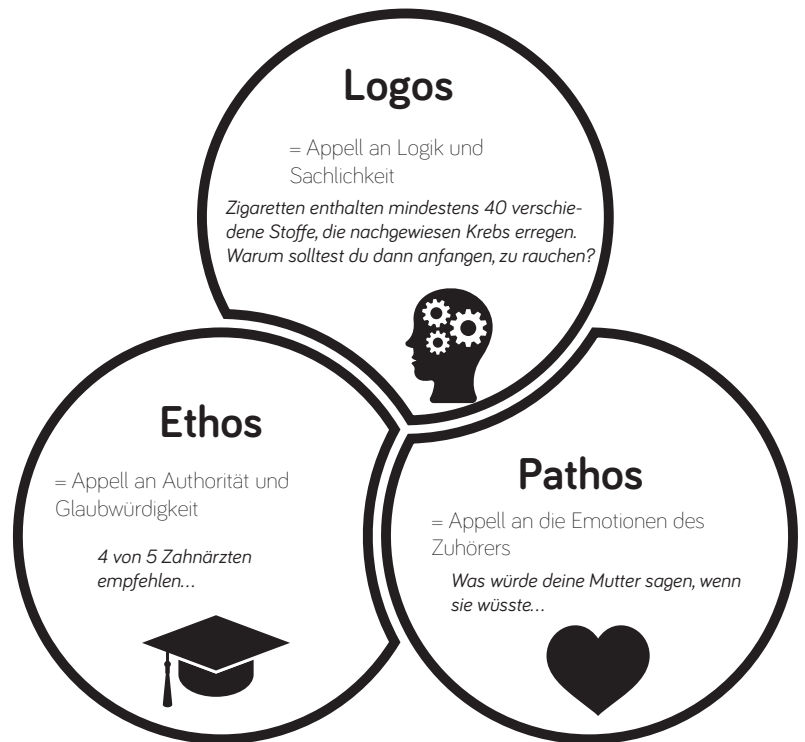 Logos
= Appell an Logik und
Sachlichkeit
Zigaretten enthalten mindestens 40 verschie-
dene Stoffe, die nachgewiesen Krebs erregen.
Warum solltest du dann anfangen, zu rauchen?
Ethos
= Appell an Authorität und
Glaubwürdigkeit
4 von 5 Zahnärzten
empfehlen...
Pathos
= Appell an die Emotionen des
Zuhörers
Was würde deine Mutter sagen, wenn
sie wüsste...